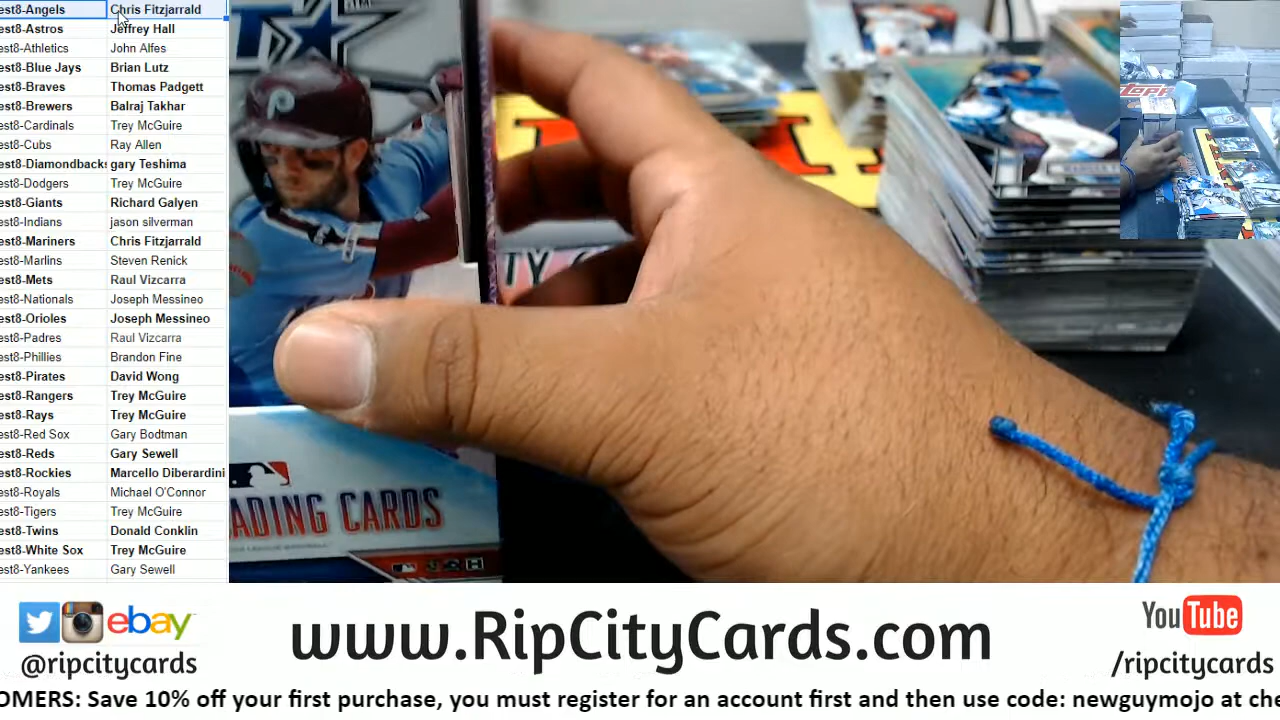 est8-Angels Chris Fitzjarrald
est8-Astros Jeffrey Hall
est8-Athletics John Alfes
est8-Blue Jays Brian Lutz
est8-Braves Thomas Padgett
est8-Brewers Balraj Takhar
est8-Cardinals Trey McGuire
est8-Cubs Ray Allen
est8-Diamondbacks gary Teshima
est8-Dodgers Trey McGuire
est8-Giants Richard Galyen
est8-Indians jason silverman
est8-Mariners Chris Fitzjarrald
est8-Marlins Steven Renick
est8-Mets Raul Vizcarra
est8-Nationals Joseph Messineo
est8-Orioles Joseph Messineo
est8-Padres Raul Vizcarra
est8-Phillies Brandon Fine
est8-Pirates David Wong
est8-Rangers Trey McGuire
est8-Rays Trey McGuire
est8-Red Sox Gary Bodtman
est8-Reds Gary Sewell
est8-Rockies Marcello Diberardini
est8-Royals Michael O'Connor
est8-Tigers Trey McGuire
est8-Twins Donald Conklin
est8-White Sox Trey McGuire
est8-Yankees Gary Sewell
P
TY
ADING CARDS
Topp
ebay
@ripcitycards
www.RipCityCards.com
YouTube
/ripcitycards
OMERS: Save 10% off your first purchase, you must register for an account first and then use code: newguymojo at che